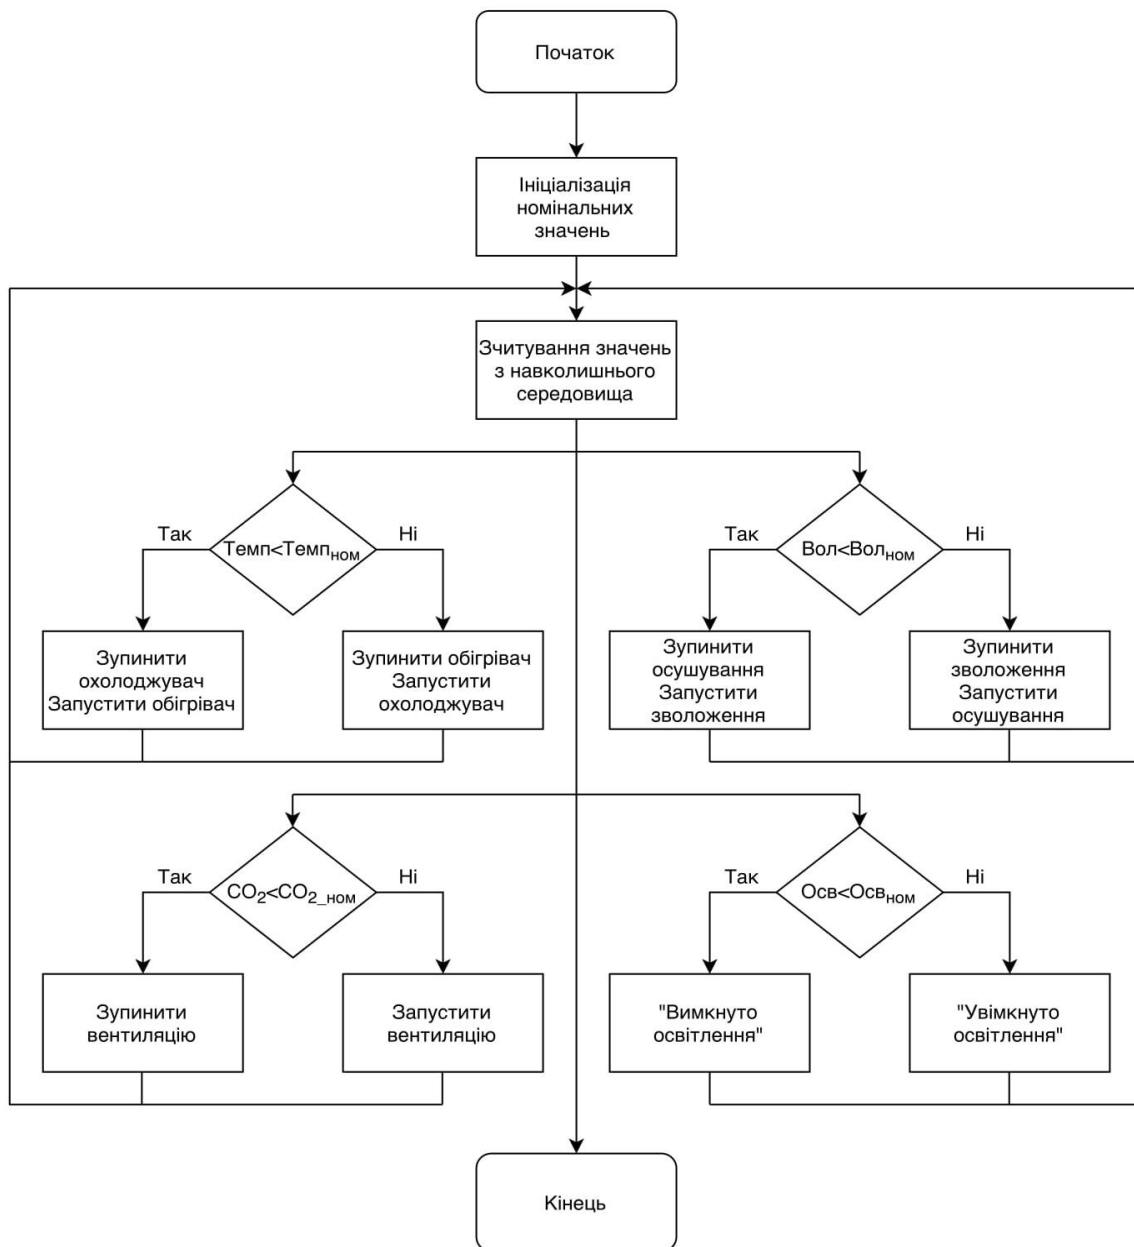 Початок
Ініціалізація
номінальних
значень
Зчитування значень
з навколишнього
середовища
Так
Темп<Темпном
Ні
Так
Вол<Волном
Ні
Зупинити
охолоджувач
Запустити обігрівач
Зупинити обігрівач
Запустити
охолоджувач
Зупинити
осушування
Запустити
зволоження
Зупинити
зволоження
Запустити
осушування
Так
CO2<CO2_ном
Ні
Так
Осв<Освном
Ні
Зупинити
вентиляцію
Запустити
вентиляцію
"Вимкнуто
освітлення"
"Увімкнуто
освітлення"
Кінець